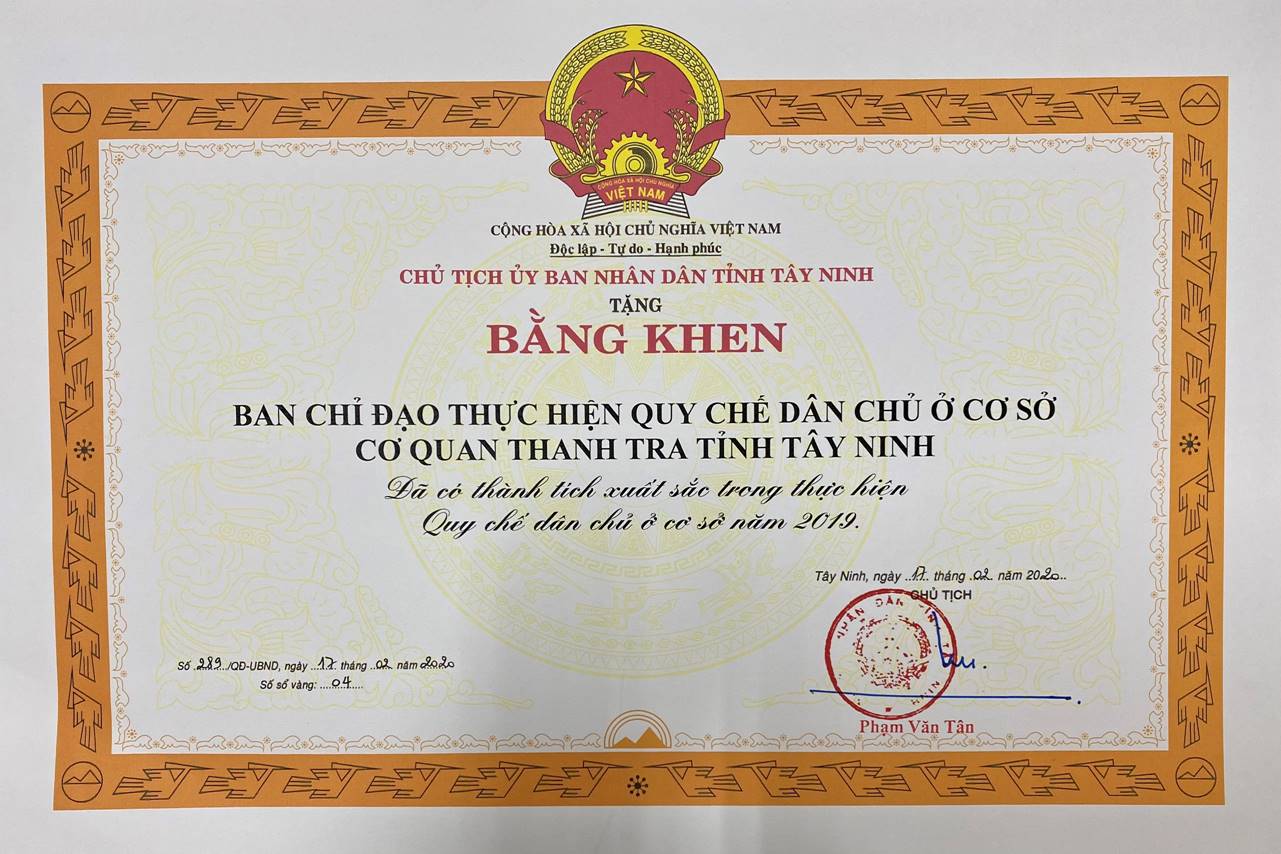 CỘNG HÒA XÃ HỘI CHỦ NGHĨA
VIỆT NAM
CỘNG HÒA XÃ HỘI CHỦ NGHĨA VIỆT NAM
Độc lập - Tự do - Hạnh phúc
CHỦ TỊCH ỦY BAN NHÂN DÂN TỈNH TÂY NINH
TẶNG
BẰNG KHEN
BAN CHỈ ĐẠO THỰC HIỆN QUY CHẾ DÂN CHỦ Ở CƠ SỞ
CƠ QUAN THANH TRA TỈNH TÂY NINH
Đã có thành tích xuất sắc trong thực hiện
Quy chế dân chủ ở cơ sở năm 2019.
Tây Ninh, ngày ..17. tháng .02. năm 2020..
CHỦ TỊCH
Số .289./QĐ-UBND, ngày ...17. tháng ..02. năm 2020
Số sổ vàng: ....04.....
Phạm Văn Tân